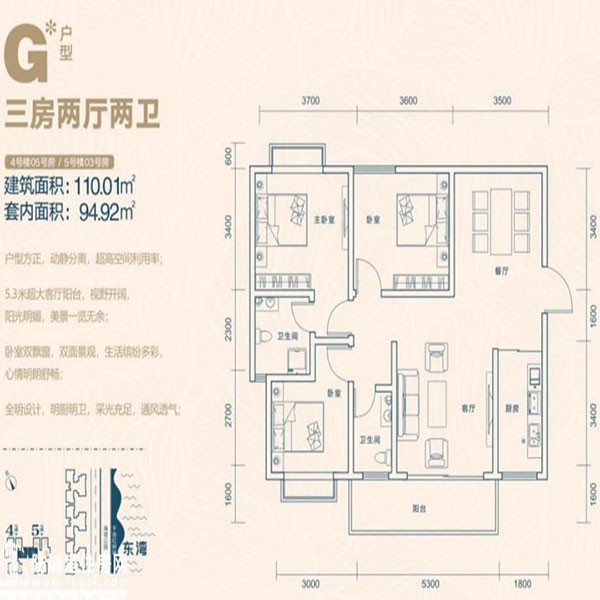 G*户型
三房两厅两卫
4号楼05号房 / 5号楼03号房
建筑面积：110.01㎡
套内面积： 94.92㎡
户型方正，动静分离，超高空间利用率；
5.3米超大客厅阳台，视野开阔，
阳光明媚，美景一览无余；
卧室双飘窗，双面景观，生活缤纷多彩，
心情明朗舒畅；
全明设计，明厨明卫，采光充足，通风透气；
4
5
东湾
3700
3600
3500
600
3400
2300
2700
1600
3400
1600
3400
1600
主卧室
卧室
餐厅
卫生间
卧室
卫生间
客厅
厨房
阳台
3000
5300
1800